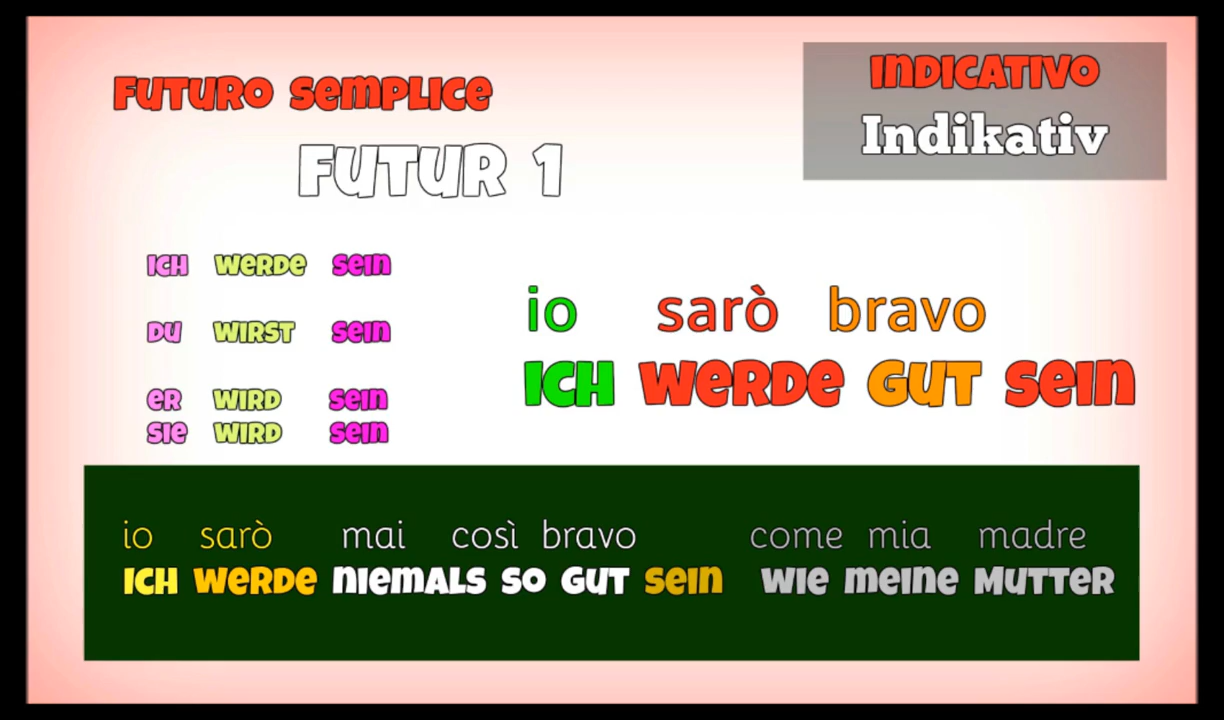 FUTURO SEMPLICE
FUTUR 1
INDICATIVO
Indikativ
ICH WERDE SEIN
DU WIRST SEIN
ER WIRD SEIN
SIE WIRD SEIN
io sarò bravo
ICH WERDE GUT SEIN
io sarò mai così bravo come mia madre
ICH WERDE NIEMALS SO GUT SEIN WIE MEINE MUTTER